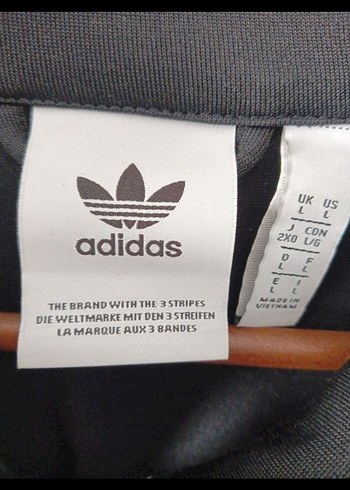 adidas
THE BRAND WITH THE 3 STRIPES
DIE WELTMARKE MIT DEN 3 STREIFEN
LA MARQUE AUX 3 BANDES
UK US
L L
J CDN
2XO L/G
D F
L L
E I
L L
MADE IN
VIETNAM